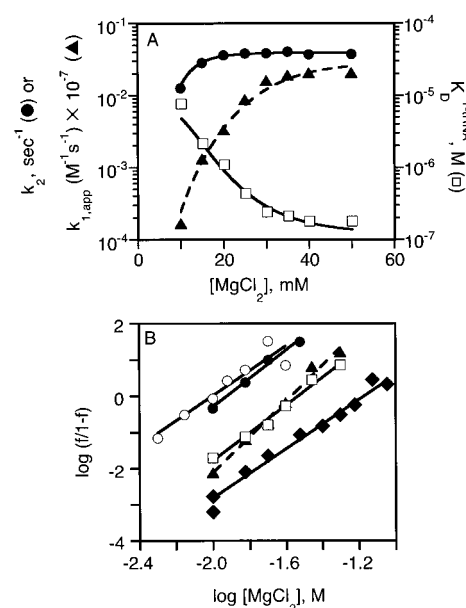 A
k₂, sec⁻¹ (●) or
k₁,app (M⁻¹ s⁻¹) × 10⁻⁷ (▲)
10⁻¹
10⁻²
10⁻³
10⁻⁴
10⁻⁴
10⁻⁵
10⁻⁶
10⁻⁷
K_D , M (□)
0 20 40 60
[MgCl₂], mM
B
log (f/1-f)
2
0
-2
-4
-2.4 -2.0 -1.6 -1.2
log [MgCl₂], M